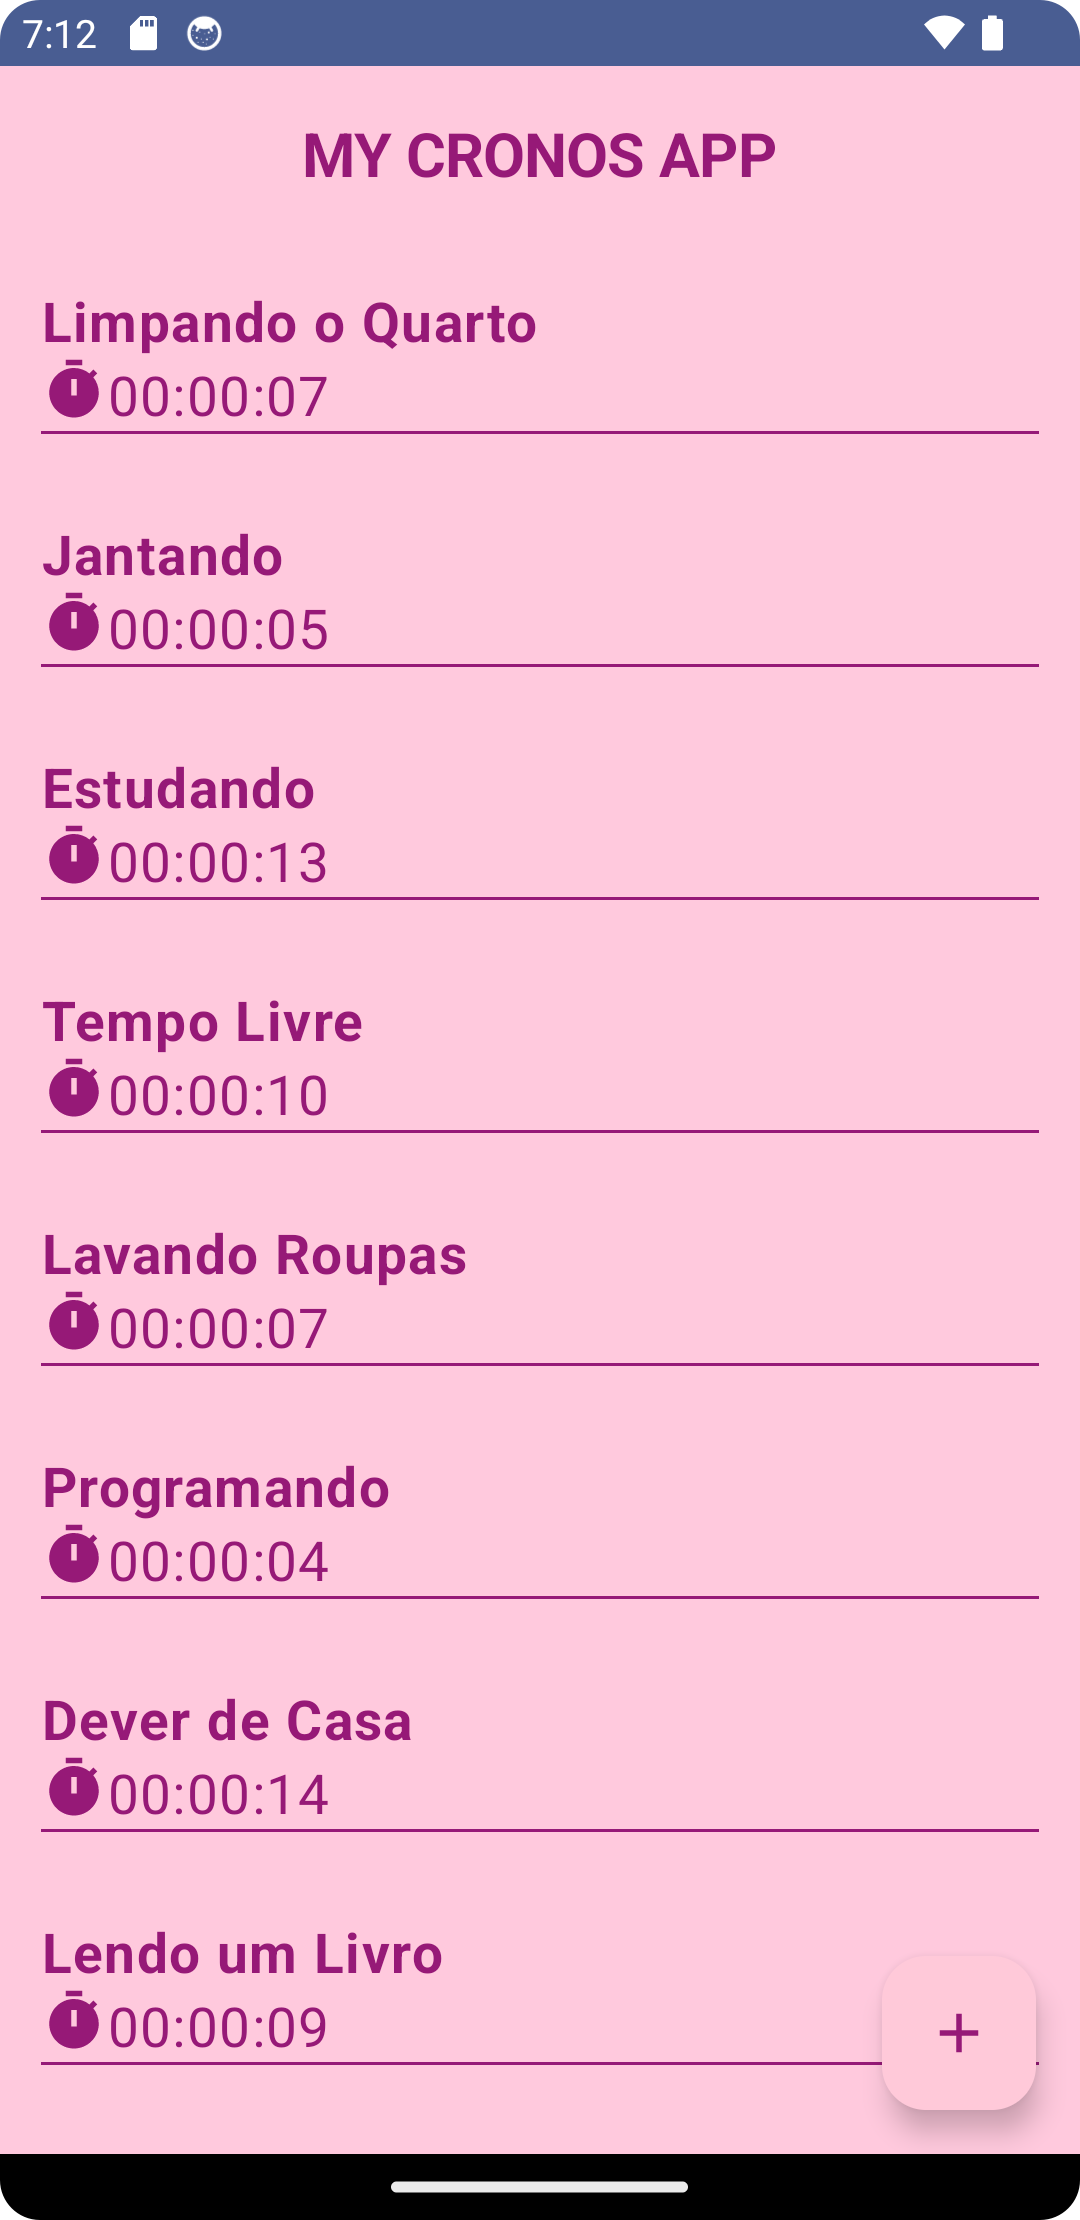 7:12
MY CRONOS APP
Limpando o Quarto
00:00:07
Jantando
00:00:05
Estudando
00:00:13
Tempo Livre
00:00:10
Lavando Roupas
00:00:07
Programando
00:00:04
Dever de Casa
00:00:14
Lendo um Livro
00:00:09
+